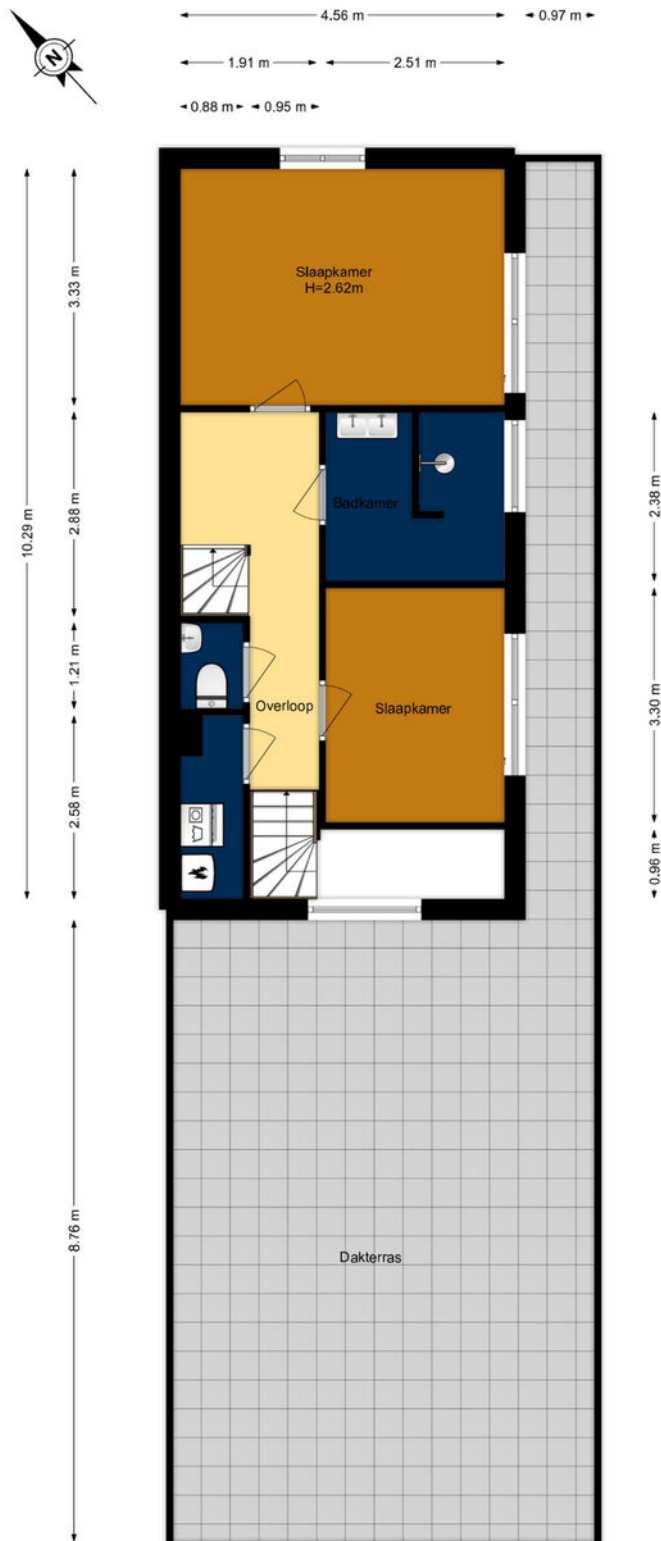 4.56 m
0.97 m
1.91 m
2.51 m
0.88 m
0.95 m
N
Slaapkamer
H=2.62m
3.33 m
10.29 m
2.88 m
2.38 m
Badkamer
1.21 m
Overloop
Slaapkamer
3.30 m
2.58 m
0.96 m
8.76 m
Dakterras